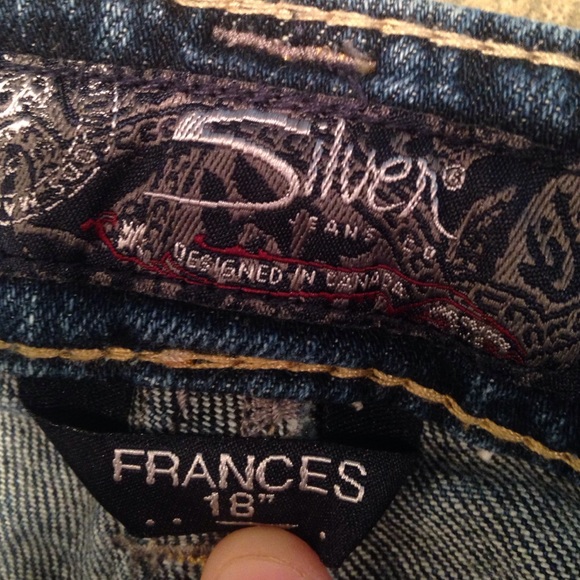 Silver®
JEANS CO
DESIGNED IN CANADA
FRANCES
18"